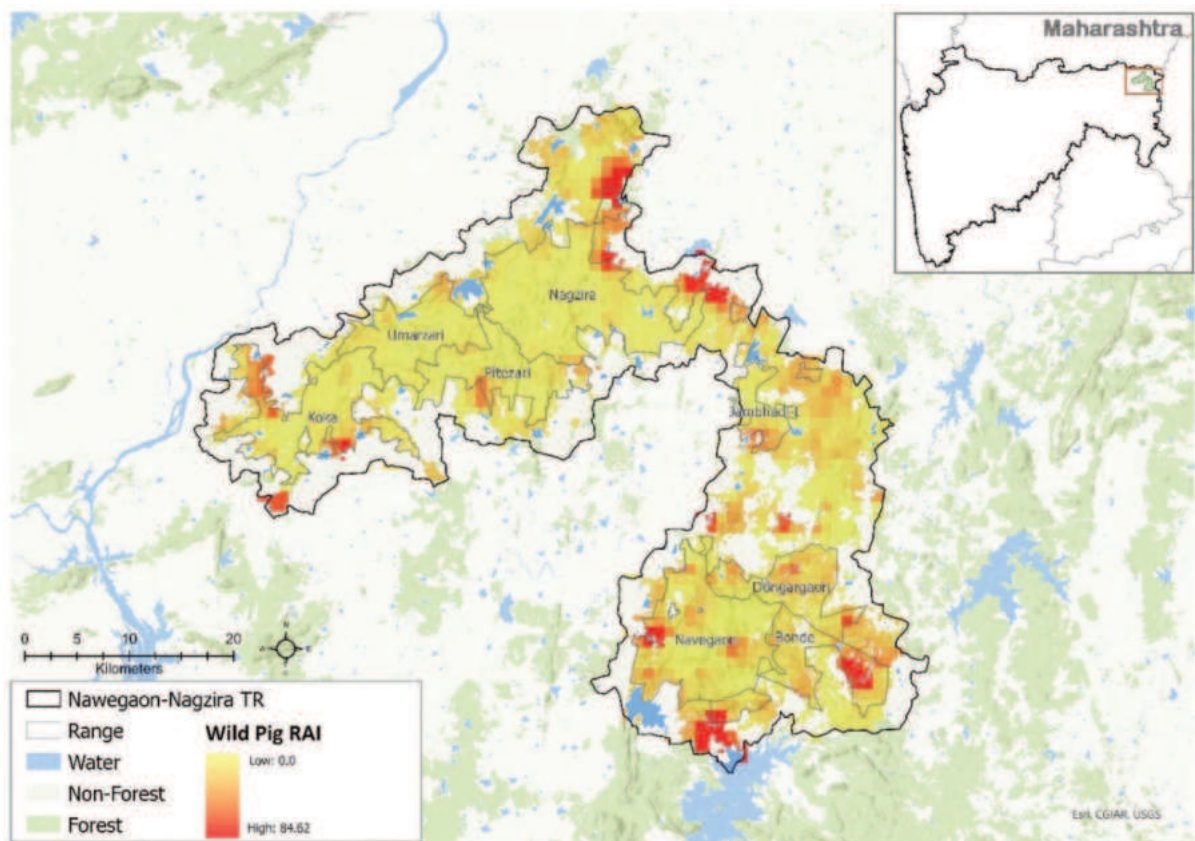 Maharashtra
Nagzira
Umarzari
Pitezari
Koka
Navegaon
Dongargaon
Bonde
0 5 10 20
Kilometers
Nawegaon-Nagzira TR
Range
Water
Non-Forest
Forest
Wild Pig RAI
Low: 0.0
High: 84.62
Esri, CGIAR, USGS